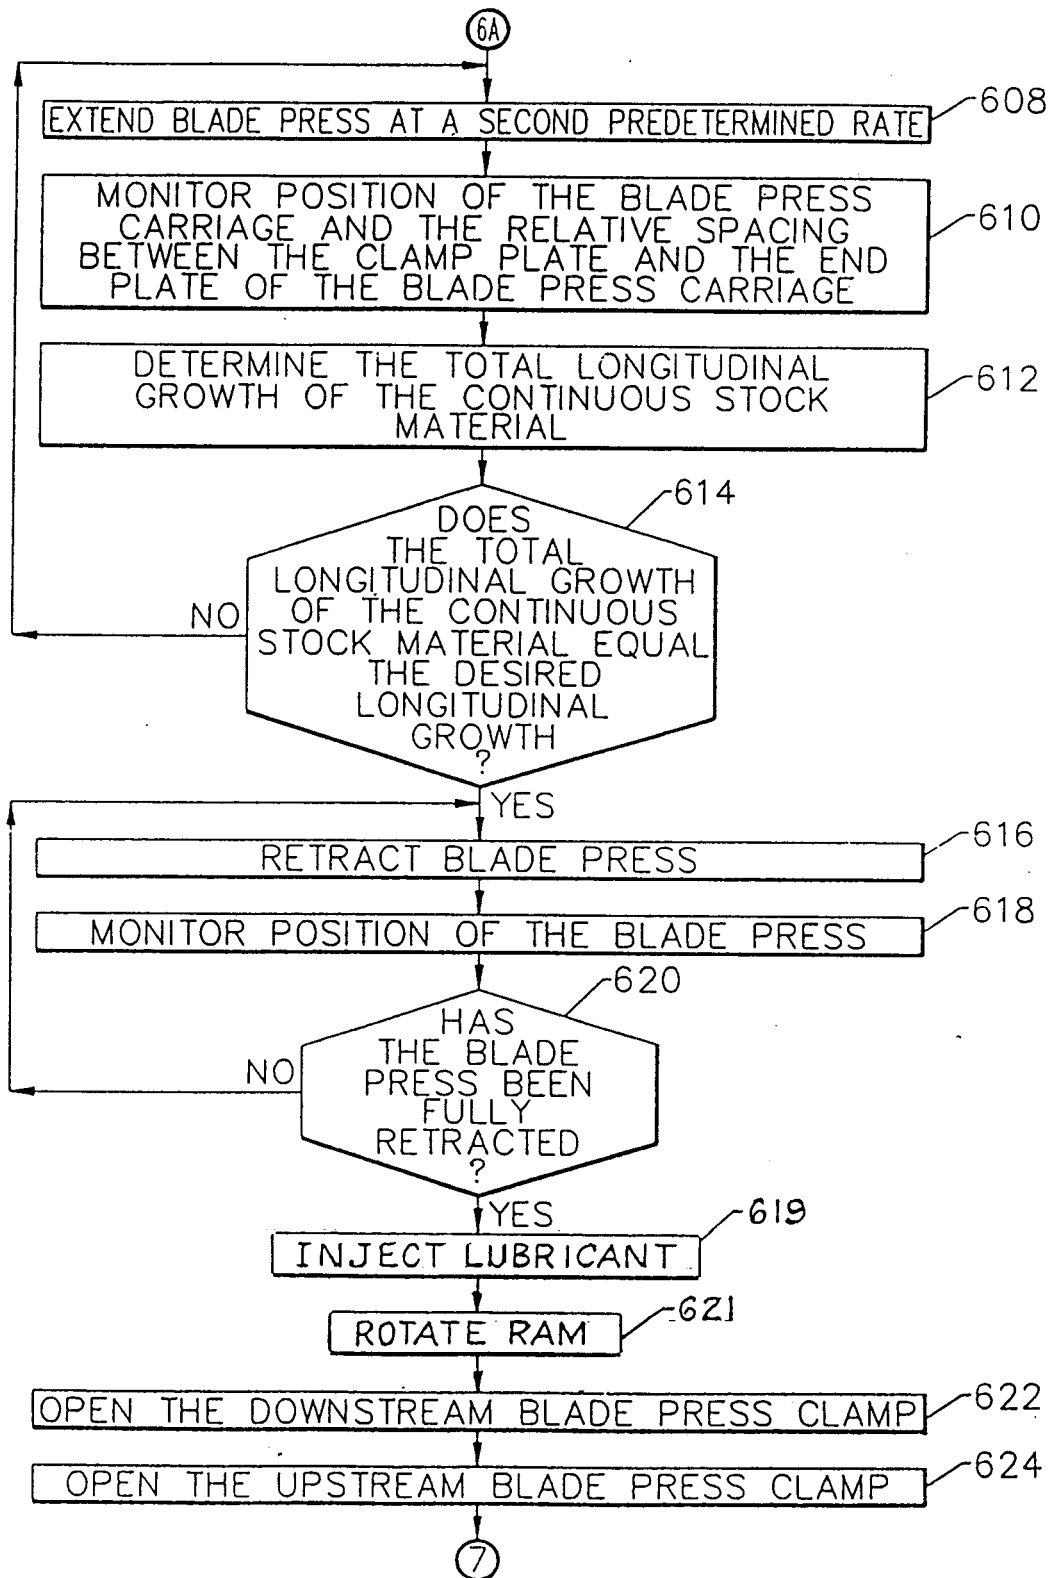 6A
EXTEND BLADE PRESS AT A SECOND PREDETERMINED RATE
608
MONITOR POSITION OF THE BLADE PRESS
CARRIAGE AND THE RELATIVE SPACING
BETWEEN THE CLAMP PLATE AND THE END
PLATE OF THE BLADE PRESS CARRIAGE
610
DETERMINE THE TOTAL LONGITUDINAL
GROWTH OF THE CONTINUOUS STOCK
MATERIAL
612
614
DOES
THE TOTAL
LONGITUDINAL GROWTH
OF THE CONTINUOUS
STOCK MATERIAL EQUAL
THE DESIRED
LONGITUDINAL
GROWTH
?
NO
YES
RETRACT BLADE PRESS
616
MONITOR POSITION OF THE BLADE PRESS
618
620
HAS
THE BLADE
PRESS BEEN
FULLY
RETRACTED
?
NO
YES
INJECT LUBRICANT
619
ROTATE RAM
621
OPEN THE DOWNSTREAM BLADE PRESS CLAMP
622
OPEN THE UPSTREAM BLADE PRESS CLAMP
624
7